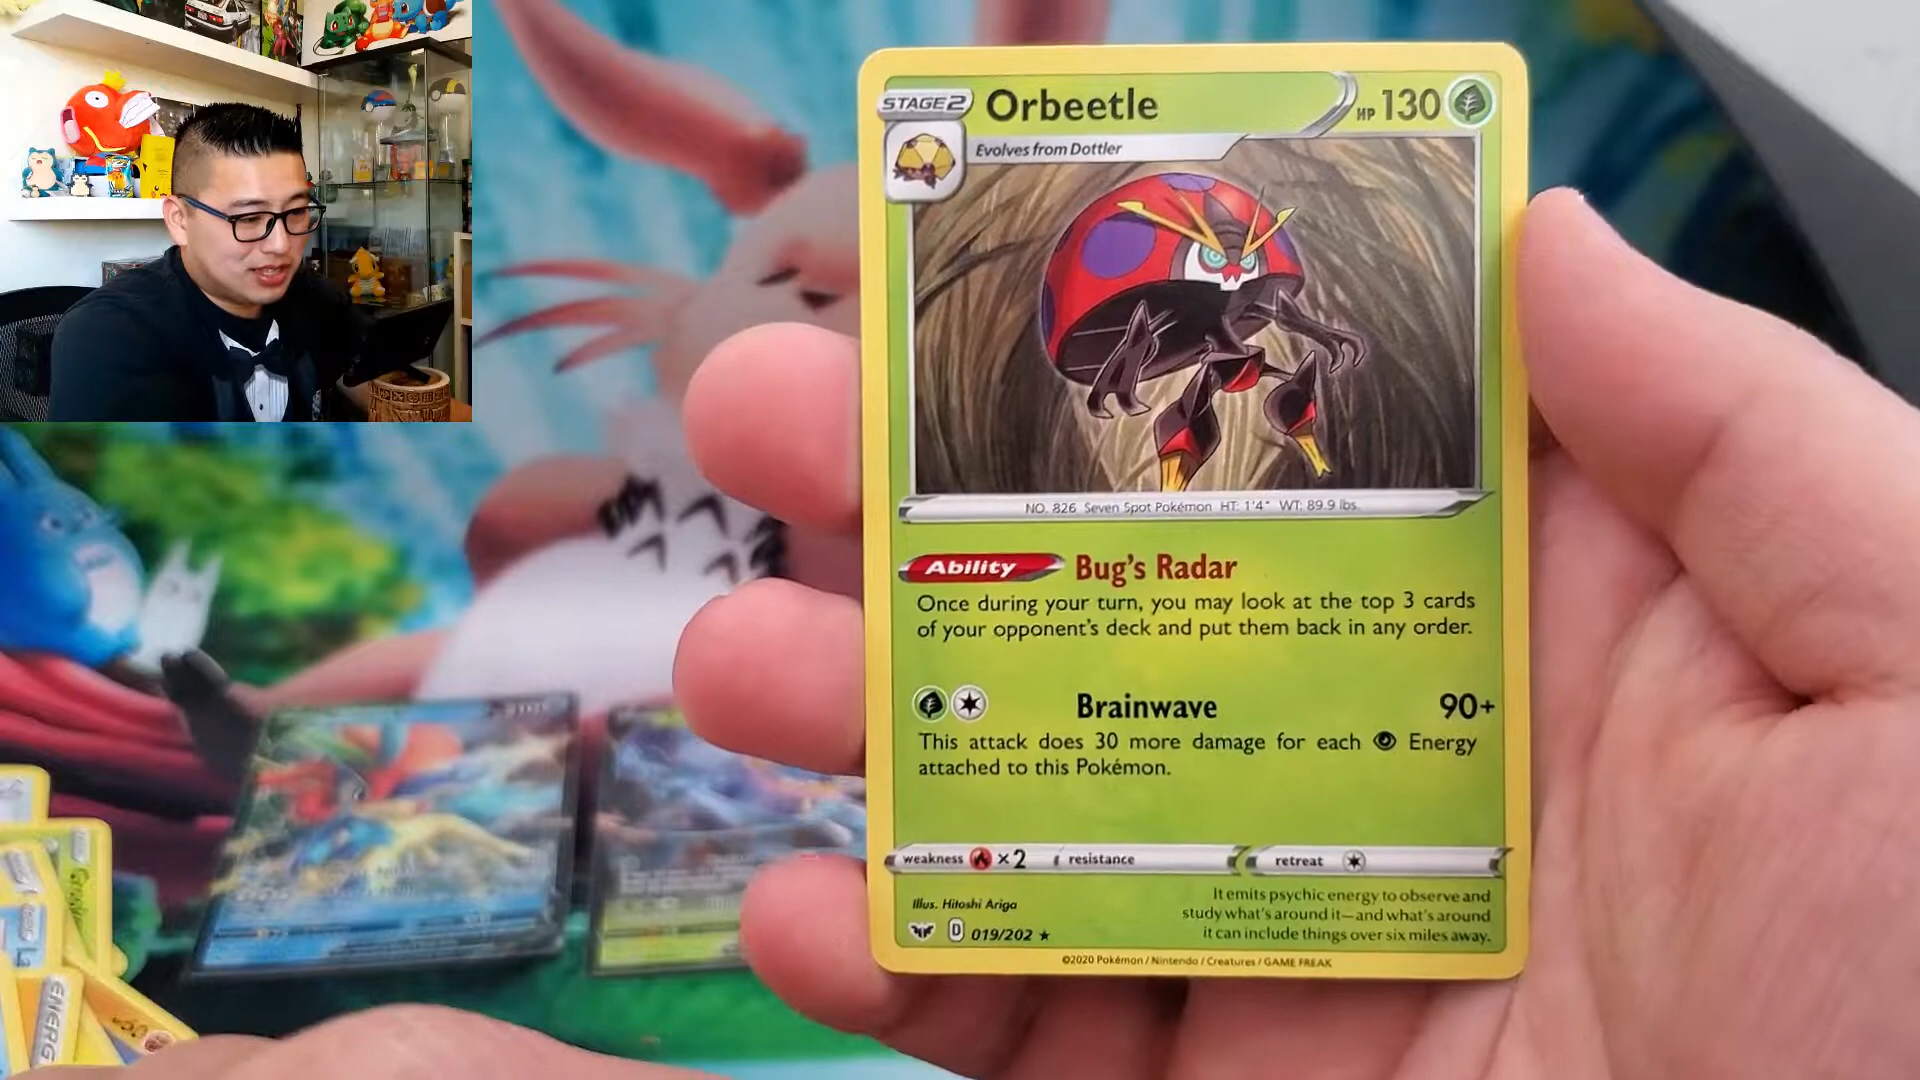 STAGE 2 Orbeetle HP 130
Evolves from Dottler
NO. 826 Seven Spot Pokémon HT: 1'4" WT: 89.9 lbs.
Ability Bug's Radar
Once during your turn, you may look at the top 3 cards
of your opponent's deck and put them back in any order.
Brainwave 90+
This attack does 30 more damage for each Energy
attached to this Pokémon.
weakness ×2 resistance retreat
Illus. Hitoshi Ariga
D 019/202 ★
It emits psychic energy to observe and
study what's around it—and what's around
it can include things over six miles away.
©2020 Pokémon / Nintendo / Creatures / GAME FREAK
ENERG